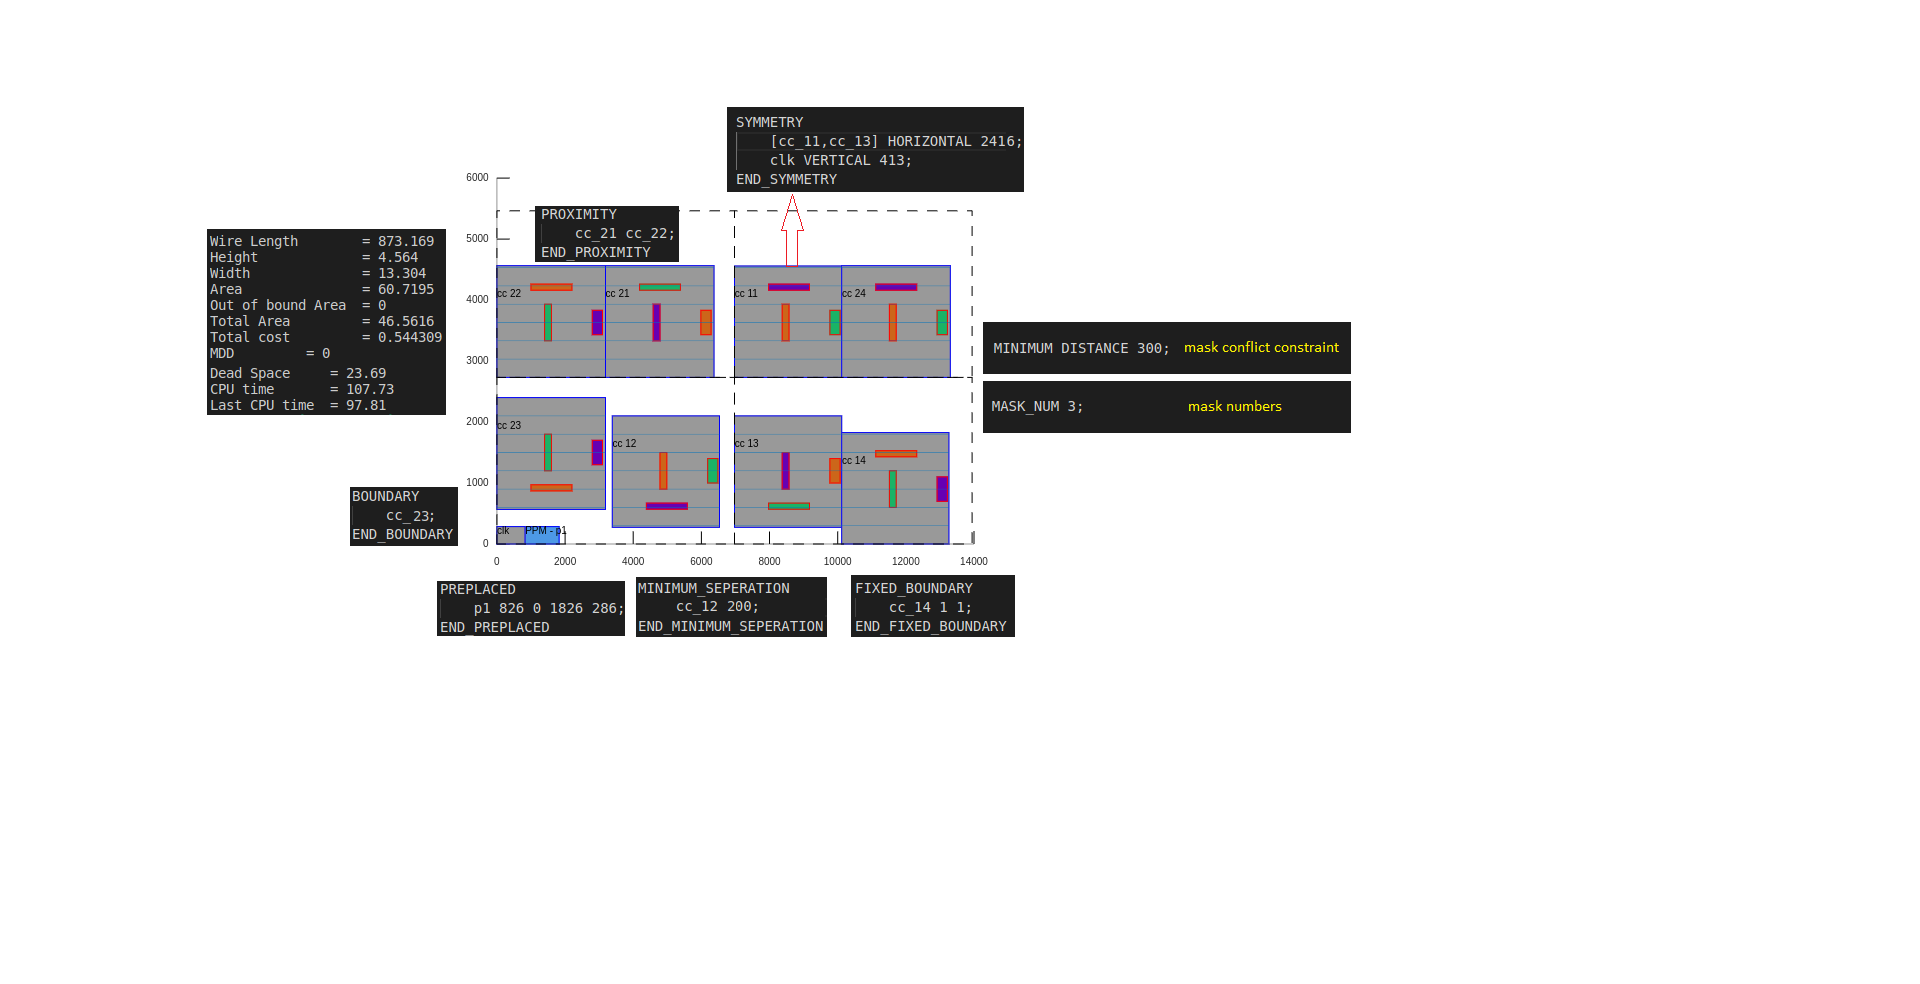 SYMMETRY
[cc_11,cc_13] HORIZONTAL 2416;
clk VERTICAL 413;
END_SYMMETRY
6000
PROXIMITY
cc_21 cc_22;
END_PROXIMITY
5000
Wire Length = 873.169
Height = 4.564
Width = 13.304
Area = 60.7195
Out of bound Area = 0
Total Area = 46.5616
Total cost = 0.544309
MDD = 0
Dead Space = 23.69
CPU time = 107.73
Last CPU time = 97.81
cc 22
cc 21
cc 11
cc 24
4000
3000
MINIMUM DISTANCE 300; mask conflict constraint
MASK_NUM 3; mask numbers
2000
cc 23
cc 12
cc 13
cc 14
1000
BOUNDARY
cc_23;
END_BOUNDARY
clk
PPM - p1
0
0 2000 4000 6000 8000 10000 12000 14000
PREPLACED
p1 826 0 1826 286;
END_PREPLACED
MINIMUM_SEPERATION
cc_12 200;
END_MINIMUM_SEPERATION
FIXED_BOUNDARY
cc_14 1 1;
END_FIXED_BOUNDARY